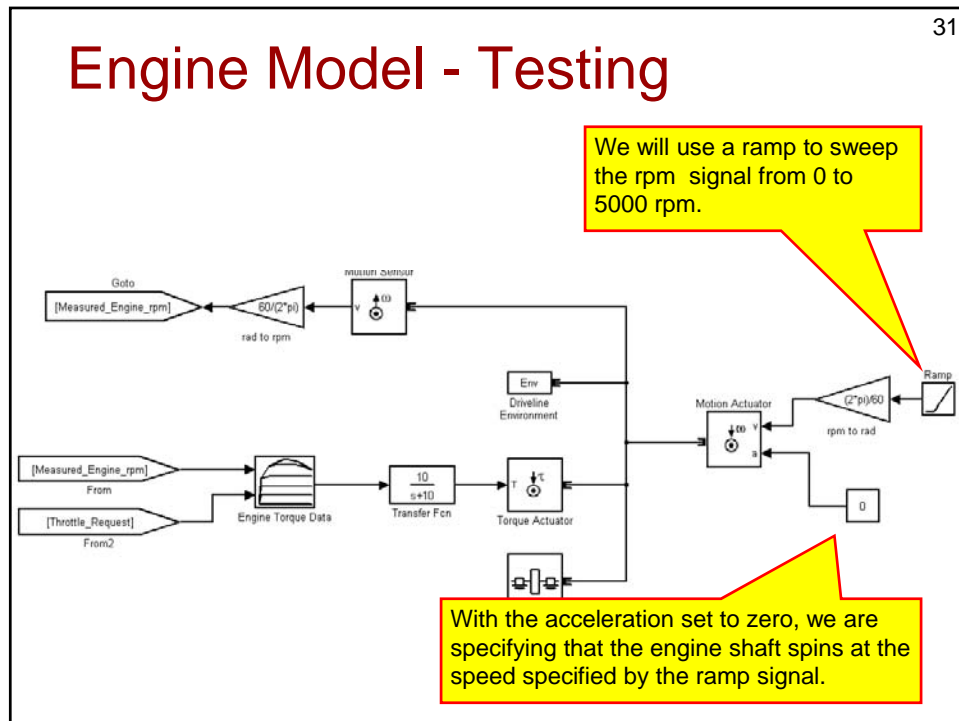 31
Engine Model - Testing
We will use a ramp to sweep
the rpm signal from 0 to
5000 rpm.
Goto
[Measured_Engine_rpm]
60/(2*pi)
rad to rpm
Motion Sensor
v
ω
Env
Driveline
Environment
Motion Actuator
ω
v
a
(2*pi)/60
rpm to rad
Ramp
0
[Measured_Engine_rpm]
From
[Throttle_Request]
From2
Engine Torque Data
10
s+10
Transfer Fcn
T
τ
Torque Actuator
With the acceleration set to zero, we are
specifying that the engine shaft spins at the
speed specified by the ramp signal.